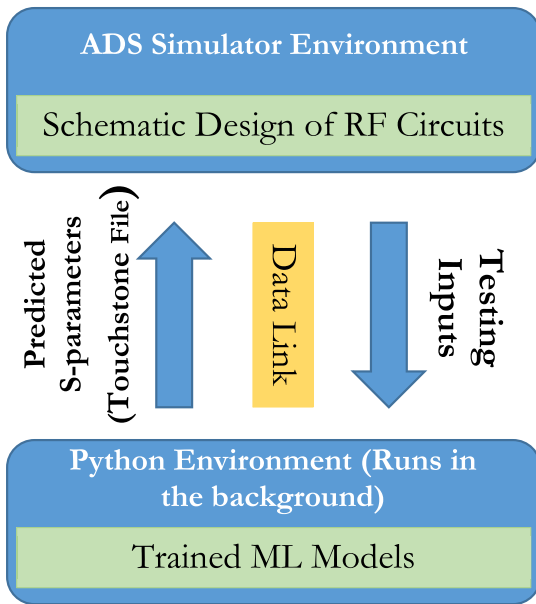 ADS Simulator Environment
Schematic Design of RF Circuits
Predicted
S-parameters
(Touchstone File)
Data Link
Testing
Inputs
Python Environment (Runs in
the background)
Trained ML Models